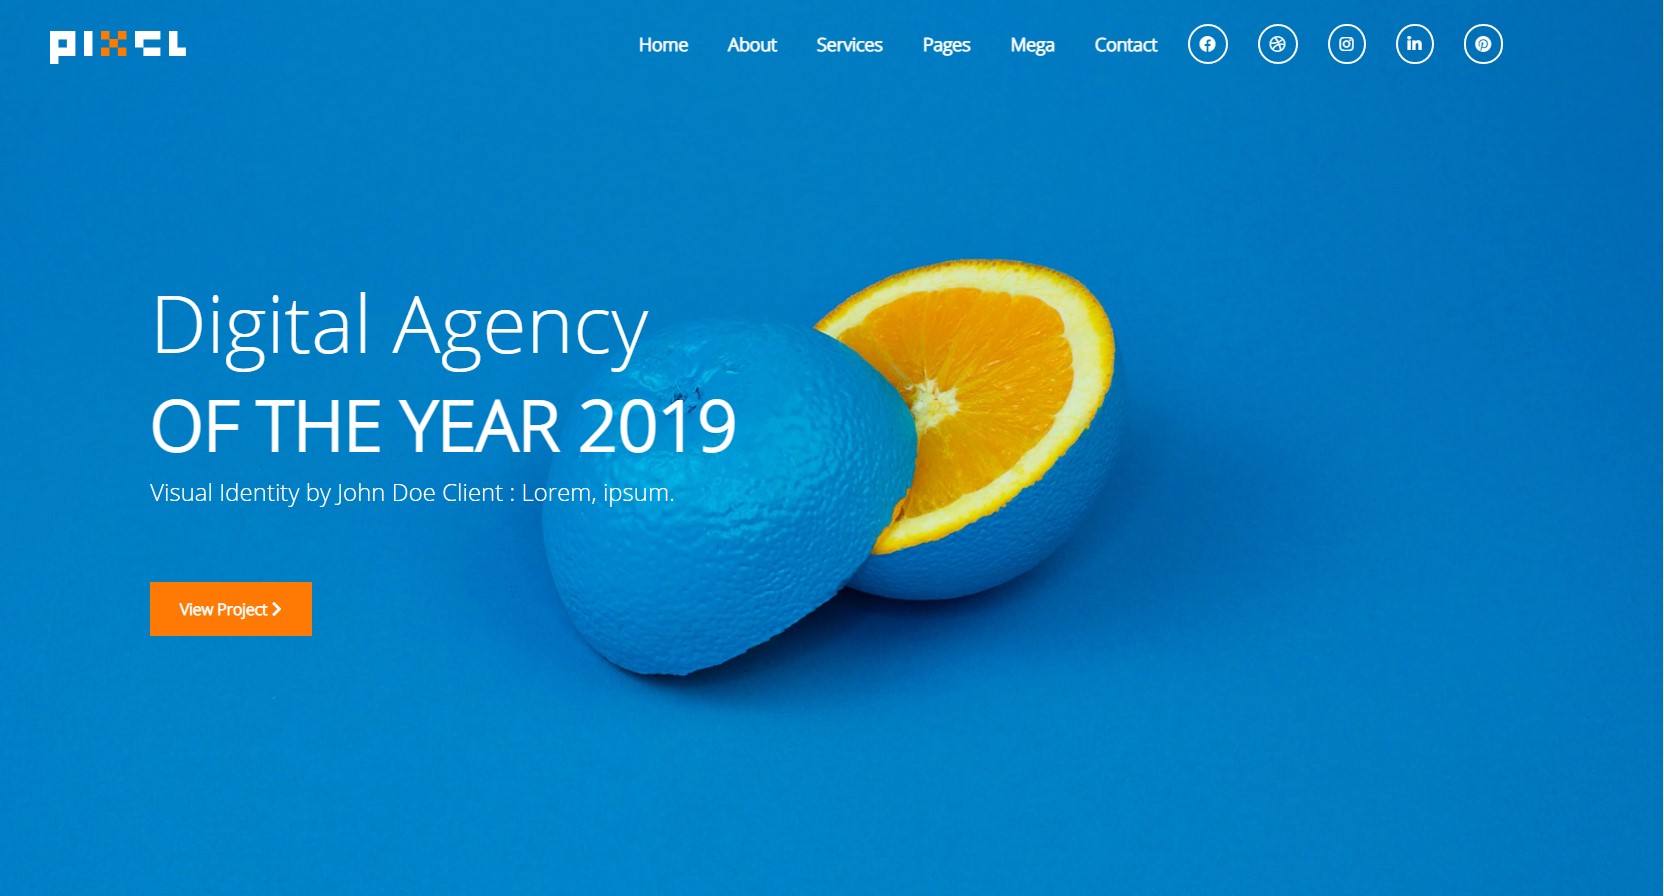 pixel
Home About Services Pages Mega Contact
Digital Agency
OF THE YEAR 2019
Visual Identity by John Doe Client : Lorem, ipsum.
View Project